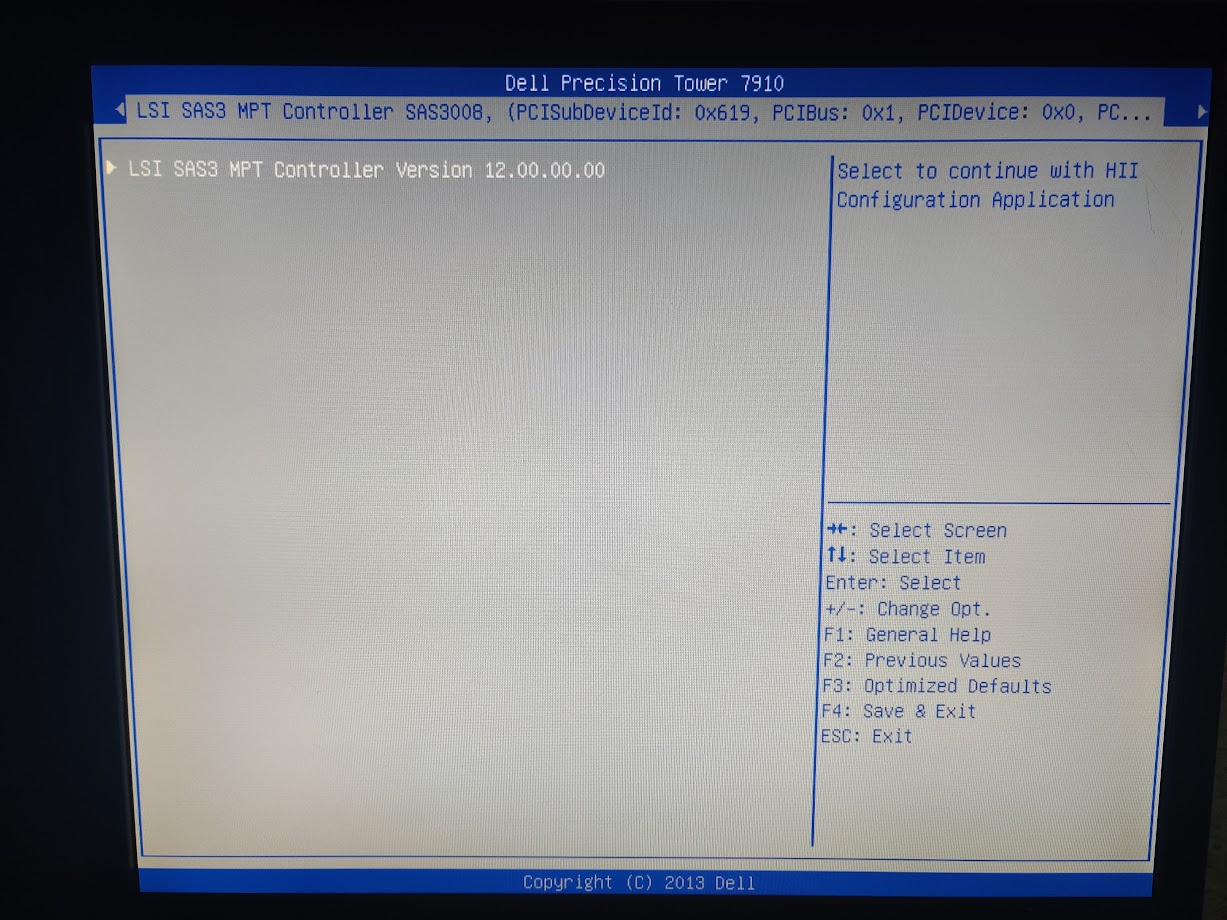 Dell Precision Tower 7910
LSI SAS3 MPT Controller SAS3008, (PCISubDeviceId: 0x619, PCIBus: 0x1, PCIDevice: 0x0, PC...
LSI SAS3 MPT Controller Version 12.00.00.00
Select to continue with HII
Configuration Application
→←: Select Screen
↑↓: Select Item
Enter: Select
+/-: Change Opt.
F1: General Help
F2: Previous Values
F3: Optimized Defaults
F4: Save & Exit
ESC: Exit
Copyright (C) 2013 Dell